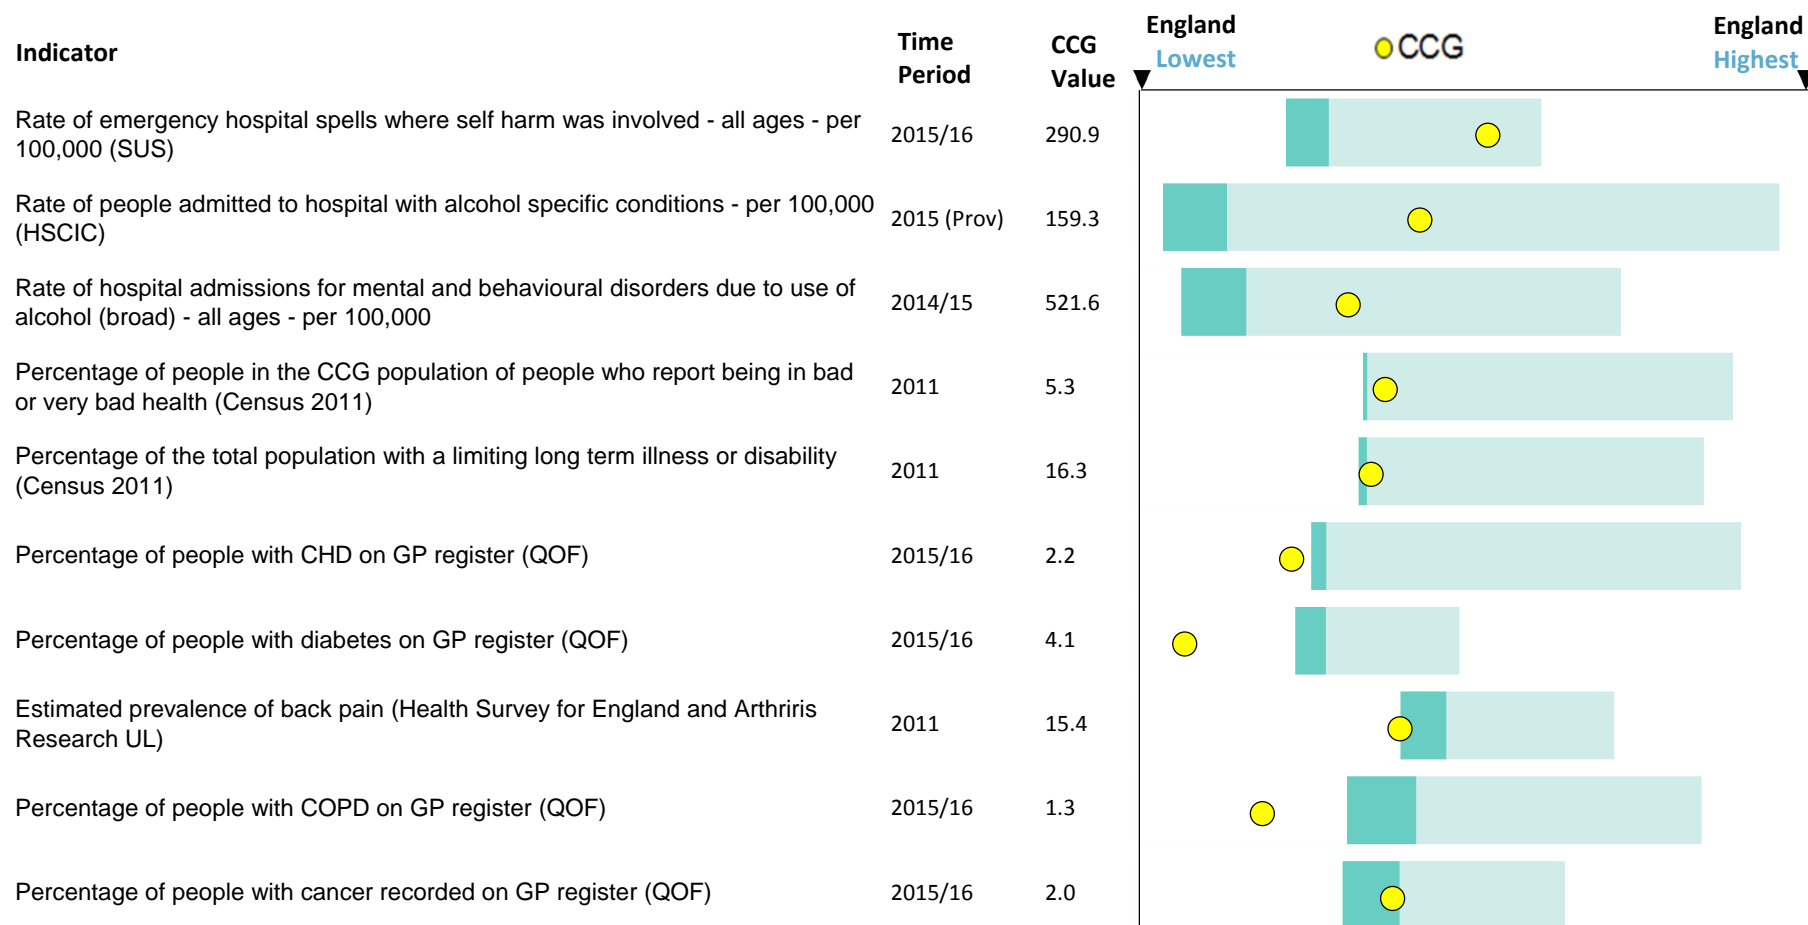 Indicator
Time
Period
CCG
Value
England
Lowest
CCG
England
Highest
Rate of emergency hospital spells where self harm was involved - all ages - per
100,000 (SUS)
2015/16
290.9
Rate of people admitted to hospital with alcohol specific conditions - per 100,000
(HSCIC)
2015 (Prov)
159.3
Rate of hospital admissions for mental and behavioural disorders due to use of
alcohol (broad) - all ages - per 100,000
2014/15
521.6
Percentage of people in the CCG population of people who report being in bad
or very bad health (Census 2011)
2011
5.3
Percentage of the total population with a limiting long term illness or disability
(Census 2011)
2011
16.3
Percentage of people with CHD on GP register (QOF)
2015/16
2.2
Percentage of people with diabetes on GP register (QOF)
2015/16
4.1
Estimated prevalence of back pain (Health Survey for England and Arthriris
Research UL)
2011
15.4
Percentage of people with COPD on GP register (QOF)
2015/16
1.3
Percentage of people with cancer recorded on GP register (QOF)
2015/16
2.0